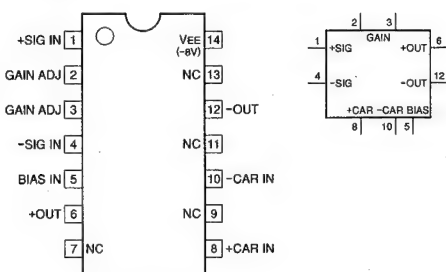 +SIG IN 1
GAIN ADJ 2
GAIN ADJ 3
-SIG IN 4
BIAS IN 5
+OUT 6
7 NC
VEE 14
(-8V)
NC 13
12 -OUT
NC 11
10 -CAR IN
NC 9
8 +CAR IN
2 3
GAIN
1 +SIG +OUT 6
4 -SIG -OUT 12
+CAR -CAR BIAS
8 10 5